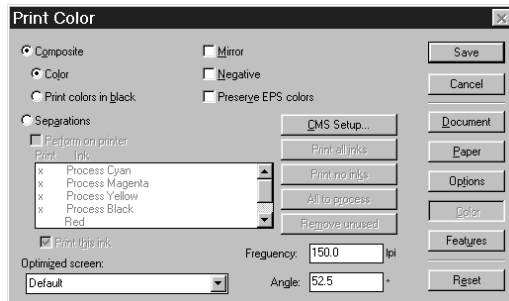 Print Color
Composite
Color
Print colors in black
Separations
Perform on printer
Print Ink
x Process Cyan
x Process Magenta
x Process Yellow
x Process Black
Red
Print this ink
Optimized screen:
Default
Mirror
Negative
Preserve EPS colors
CMS Setup...
Print all inks
Print no inks
All to process
Remove unused
Frequency: 150.0 lpi
Angle: 52.5 °
Save
Cancel
Document
Paper
Options
Color
Features
Reset